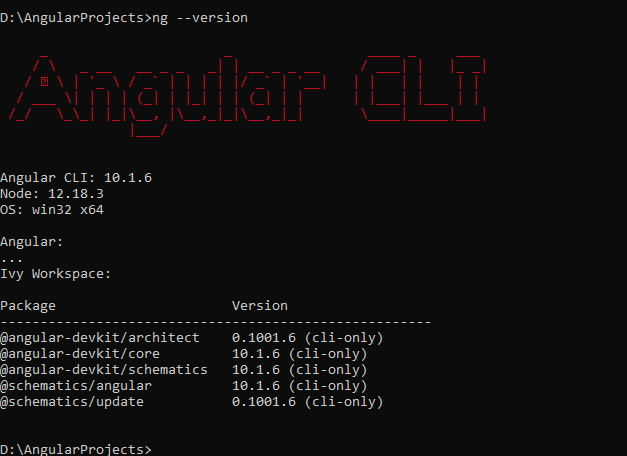 D:\AngularProjects>ng --version
Angular CLI
Angular CLI: 10.1.6
Node: 12.18.3
OS: win32 x64
Angular:
...
Ivy Workspace:
Package Version
------------------------------------------------------
@angular-devkit/architect 0.1001.6 (cli-only)
@angular-devkit/core 10.1.6 (cli-only)
@angular-devkit/schematics 10.1.6 (cli-only)
@schematics/angular 10.1.6 (cli-only)
@schematics/update 0.1001.6 (cli-only)
D:\AngularProjects>